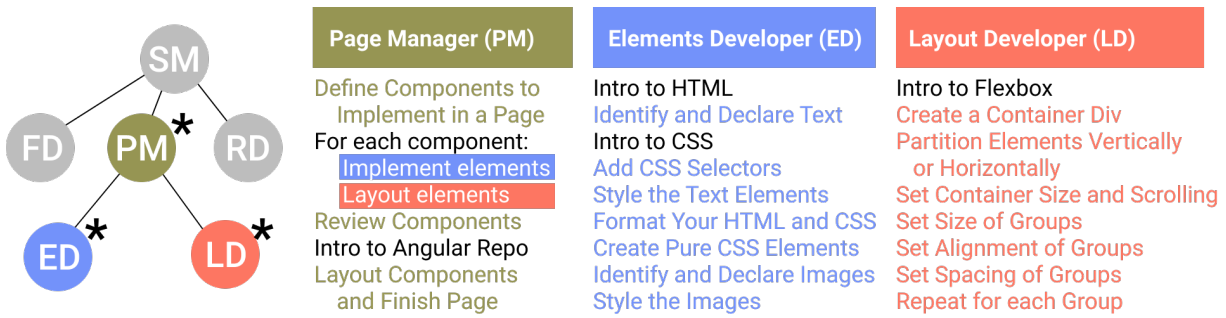 SM
FD
PM
*
RD
ED
*
LD
*
Page Manager (PM)
Define Components to
Implement in a Page
For each component:
Implement elements
Layout elements
Review Components
Intro to Angular Repo
Layout Components
and Finish Page
Elements Developer (ED)
Intro to HTML
Identify and Declare Text
Intro to CSS
Add CSS Selectors
Style the Text Elements
Format Your HTML and CSS
Create Pure CSS Elements
Identify and Declare Images
Style the Images
Layout Developer (LD)
Intro to Flexbox
Create a Container Div
Partition Elements Vertically
or Horizontally
Set Container Size and Scrolling
Set Size of Groups
Set Alignment of Groups
Set Spacing of Groups
Repeat for each Group